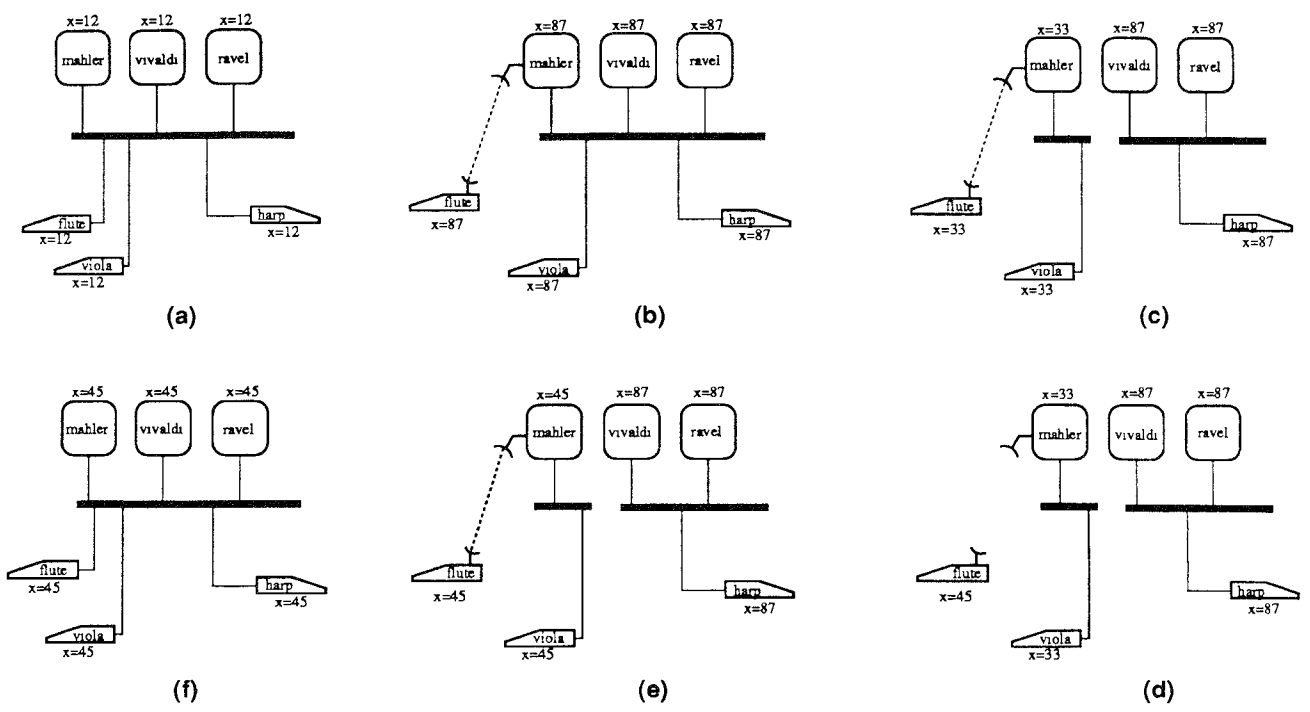 x=12 x=12 x=12
mahler vivaldi ravel
flute
x=12
harp
x=12
viola
x=12
(a)
x=87 x=87 x=87
mahler vivaldi ravel
flute
x=87
harp
x=87
viola
x=87
(b)
x=33 x=87 x=87
mahler vivaldi ravel
flute
x=33
harp
x=87
viola
x=33
(c)
x=45 x=45 x=45
mahler vivaldi ravel
flute
x=45
harp
x=45
viola
x=45
(f)
x=45 x=87 x=87
mahler vivaldi ravel
flute
x=45
harp
x=87
viola
x=45
(e)
x=33 x=87 x=87
mahler vivaldi ravel
flute
x=45
harp
x=87
viola
x=33
(d)